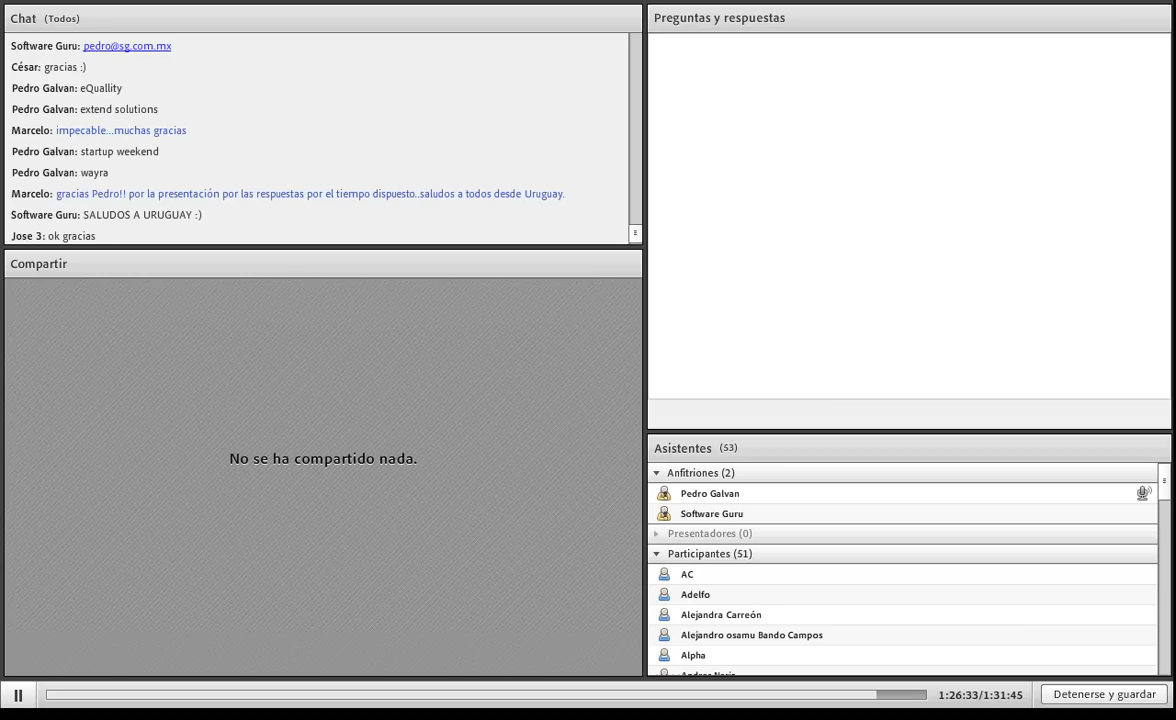 Chat (Todos)
Software Guru: pedro@sg.com.mx
César: gracias :)
Pedro Galvan: eQuallity
Pedro Galvan: extend solutions
Marcelo: impecable...muchas gracias
Pedro Galvan: startup weekend
Pedro Galvan: wayra
Marcelo: gracias Pedro!! por la presentación por las respuestas por el tiempo dispuesto..saludos a todos desde Uruguay.
Software Guru: SALUDOS A URUGUAY :)
Jose 3: ok gracias
Compartir
No se ha compartido nada.
Preguntas y respuestas
Asistentes (53)
Anfitriones (2)
Pedro Galvan
Software Guru
Presentadores (0)
Participantes (51)
AC
Adelfo
Alejandra Carreón
Alejandro osamu Bando Campos
Alpha
1:26:33/1:31:45
Detenerse y guardar